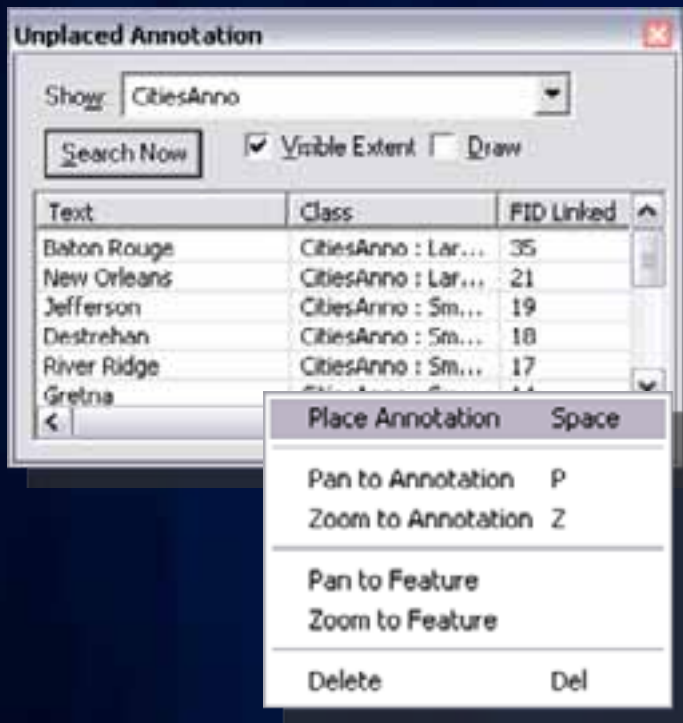 Unplaced Annotation
Show: CitiesAnno
Search Now Visible Extent Draw
Text Class FID Linked
Baton Rouge CitiesAnno : Lar... 35
New Orleans CitiesAnno : Lar... 21
Jefferson CitiesAnno : Sm... 19
Destrehan CitiesAnno : Sm... 18
River Ridge CitiesAnno : Sm... 17
Gretna
Place Annotation Space
Pan to Annotation P
Zoom to Annotation Z
Pan to Feature
Zoom to Feature
Delete Del